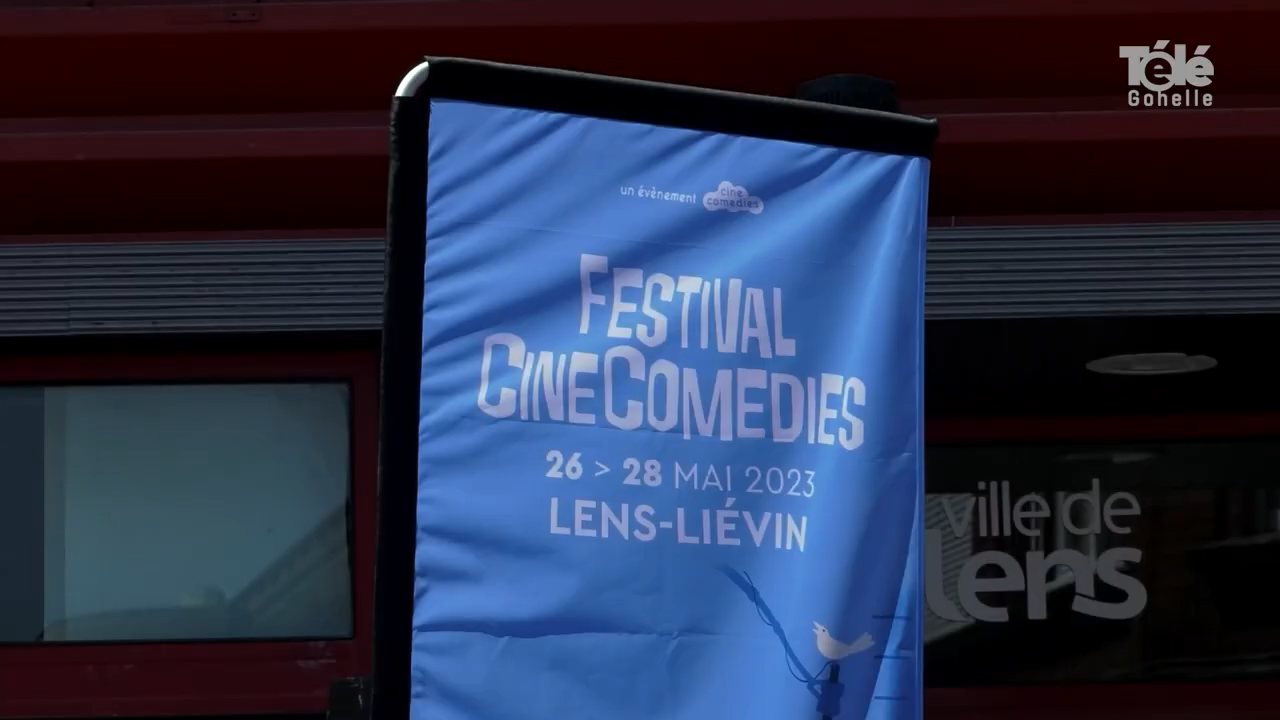 Télé
Gohelle
un évènement
cine
comedies
FESTIVAL
CINECOMEDIES
26 > 28 MAI 2023
LENS-LIÉVIN
ville de
lens